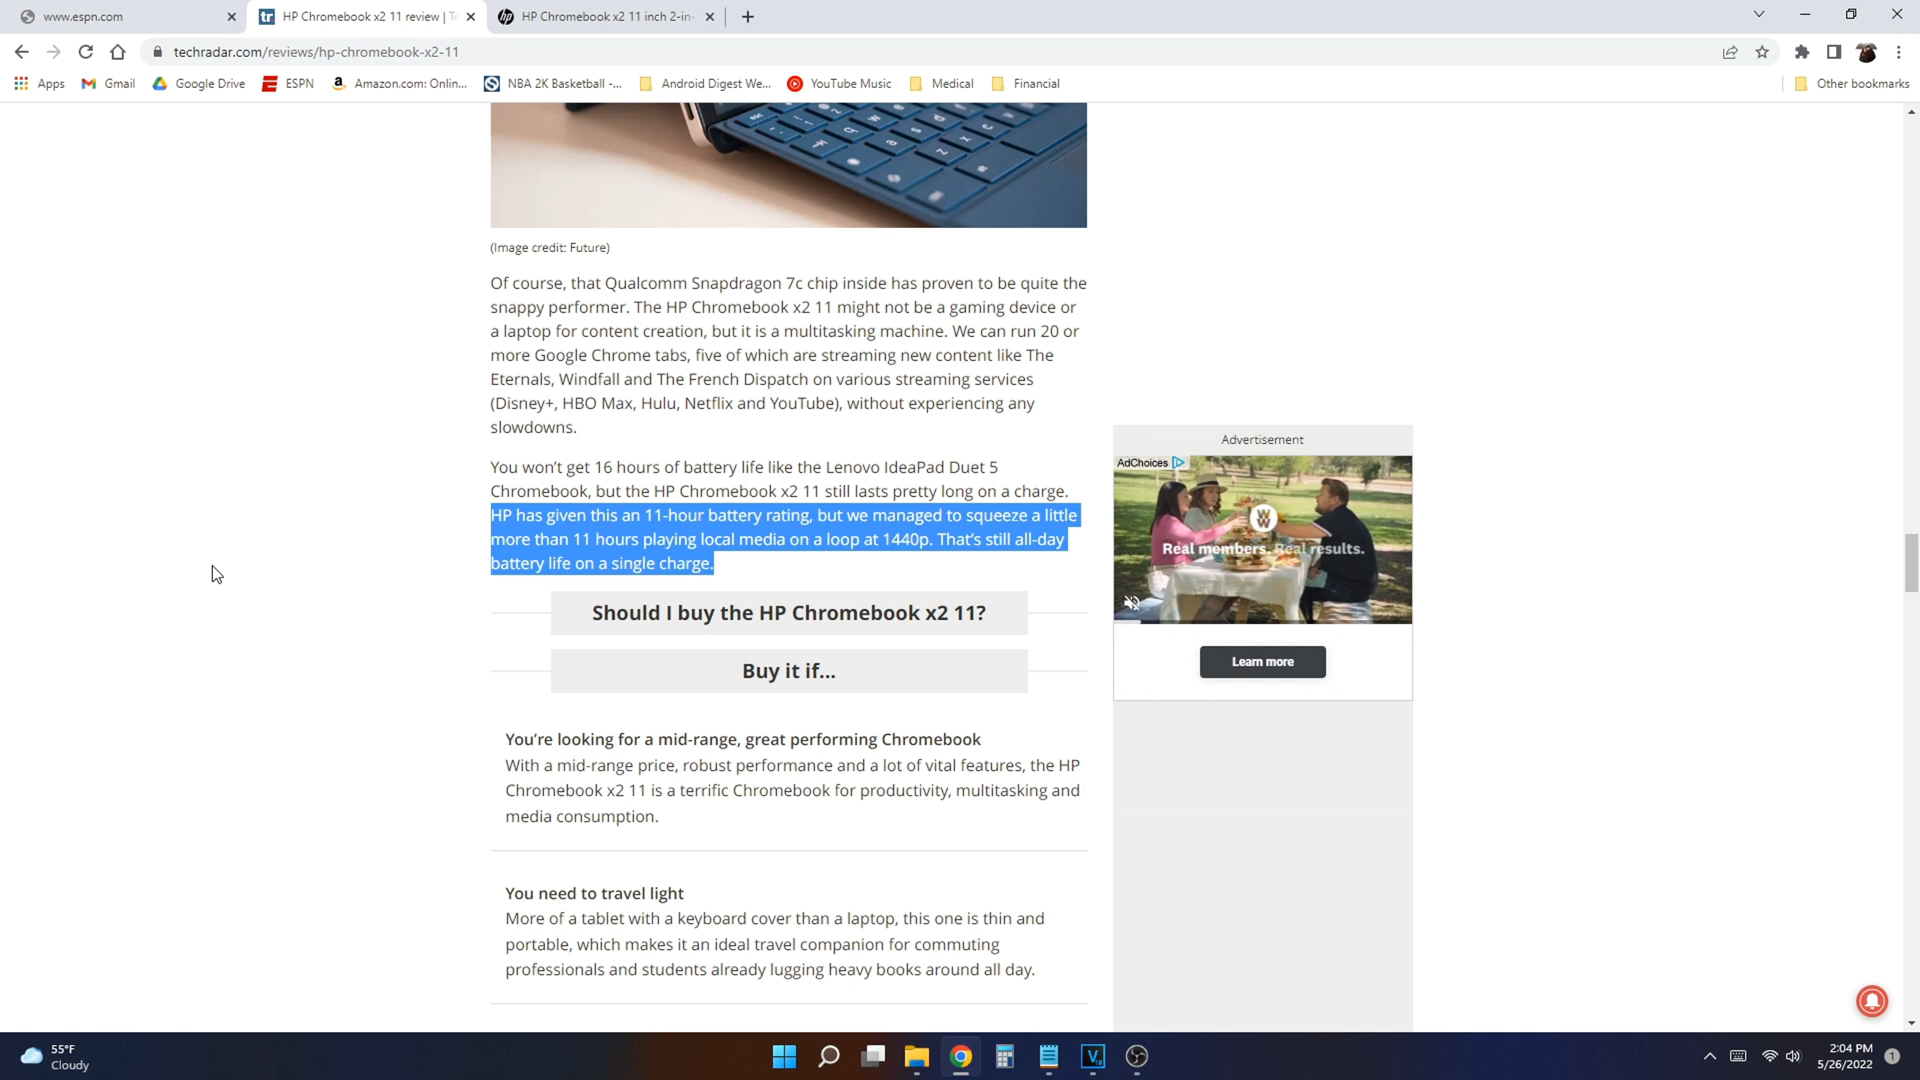 www.espn.com
HP Chromebook x2 11 review | Te
HP Chromebook x2 11 inch 2-in-
techradar.com/reviews/hp-chromebook-x2-11
Apps
Gmail
Google Drive
ESPN
Amazon.com: Onlin...
NBA 2K Basketball -...
Android Digest We...
YouTube Music
Medical
Financial
Other bookmarks
(Image credit: Future)
Of course, that Qualcomm Snapdragon 7c chip inside has proven to be quite the
snappy performer. The HP Chromebook x2 11 might not be a gaming device or
a laptop for content creation, but it is a multitasking machine. We can run 20 or
more Google Chrome tabs, five of which are streaming new content like The
Eternals, Windfall and The French Dispatch on various streaming services
(Disney+, HBO Max, Hulu, Netflix and YouTube), without experiencing any
slowdowns.
You won’t get 16 hours of battery life like the Lenovo IdeaPad Duet 5
Chromebook, but the HP Chromebook x2 11 still lasts pretty long on a charge.
HP has given this an 11-hour battery rating, but we managed to squeeze a little
more than 11 hours playing local media on a loop at 1440p. That’s still all-day
battery life on a single charge.
Advertisement
AdChoices
WW
Real members. Real results.
Learn more
Should I buy the HP Chromebook x2 11?
Buy it if...
You’re looking for a mid-range, great performing Chromebook
With a mid-range price, robust performance and a lot of vital features, the HP
Chromebook x2 11 is a terrific Chromebook for productivity, multitasking and
media consumption.
You need to travel light
More of a tablet with a keyboard cover than a laptop, this one is thin and
portable, which makes it an ideal travel companion for commuting
professionals and students already lugging heavy books around all day.
55°F
Cloudy
2:04 PM
5/26/2022
1